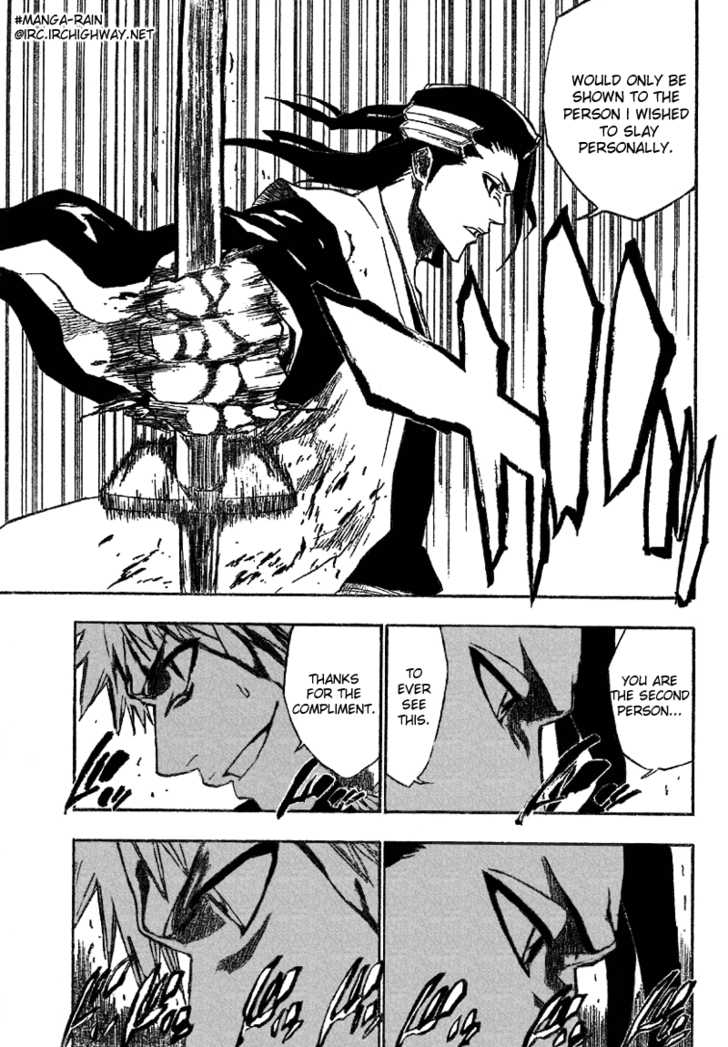 #MANGA-RAIN
@IRC.IRCHIGHWAY.NET
WOULD ONLY BE
SHOWN TO THE
PERSON I WISHED
TO SLAY
PERSONALLY.
YOU ARE
THE SECOND
PERSON...
TO
EVER
SEE
THIS.
THANKS
FOR THE
COMPLIMENT.